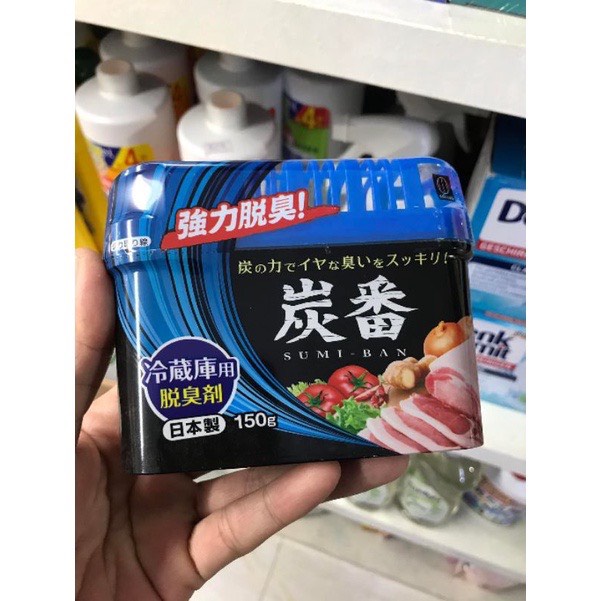 強力脱臭!
炭の力でイヤな臭いをスッキリ!
炭番
SUMI-BAN
冷蔵庫用
脱臭剤
日本製
150g